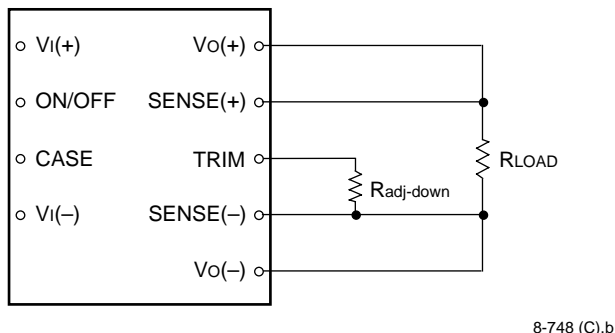 VI(+) VO(+)
ON/OFF SENSE(+)
CASE TRIM RLOAD
Radj-down
VI(–) SENSE(–)
VO(–)
8-748 (C).b